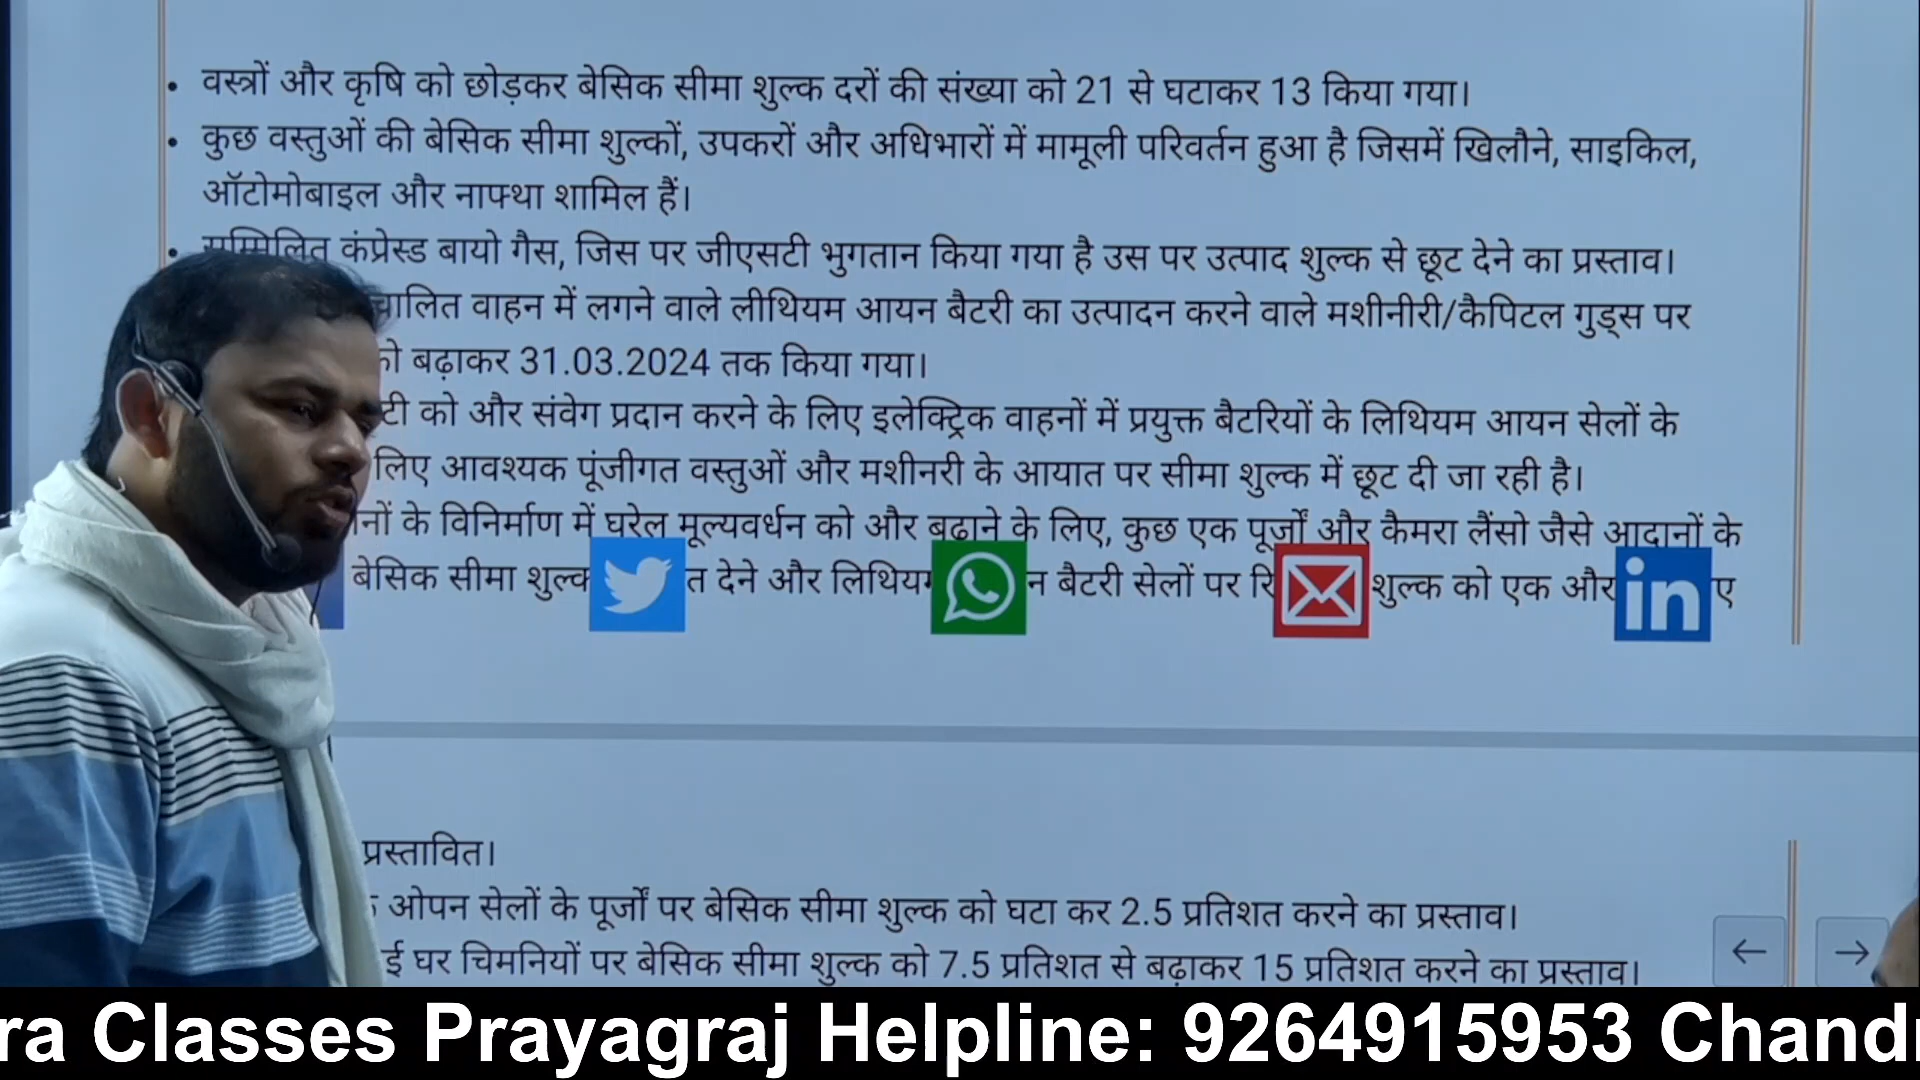 • वस्त्रों और कृषि को छोड़कर बेसिक सीमा शुल्क दरों की संख्या को 21 से घटाकर 13 किया गया।
• कुछ वस्तुओं की बेसिक सीमा शुल्कों, उपकरों और अधिभारों में मामूली परिवर्तन हुआ है जिसमें खिलौने, साइकिल,
ऑटोमोबाइल और नाफ्था शामिल हैं।
• सम्मिलित कंप्रेस्ड बायो गैस, जिस पर जीएसटी भुगतान किया गया है उस पर उत्पाद शुल्क से छूट देने का प्रस्ताव।
चालित वाहन में लगने वाले लीथियम आयन बैटरी का उत्पादन करने वाले मशीनीरी/कैपिटल गुड्स पर
को बढ़ाकर 31.03.2024 तक किया गया।
टी को और संवेग प्रदान करने के लिए इलेक्ट्रिक वाहनों में प्रयुक्त बैटरियों के लिथियम आयन सेलों के
लिए आवश्यक पूंजीगत वस्तुओं और मशीनरी के आयात पर सीमा शुल्क में छूट दी जा रही है।
नों के विनिर्माण में घरेलू मूल्यवर्धन को और बढ़ाने के लिए, कुछ एक पूर्जों और कैमरा लैंसो जैसे आदानों के
बेसिक सीमा शुल्क त देने और लिथियम न बैटरी सेलों पर रि शुल्क को एक और ए
in
प्रस्तावित।
ओपन सेलों के पूर्जों पर बेसिक सीमा शुल्क को घटा कर 2.5 प्रतिशत करने का प्रस्ताव।
ई घर चिमनियों पर बेसिक सीमा शुल्क को 7.5 प्रतिशत से बढ़ाकर 15 प्रतिशत करने का प्रस्ताव।
ra Classes Prayagraj Helpline: 9264915953 Chand